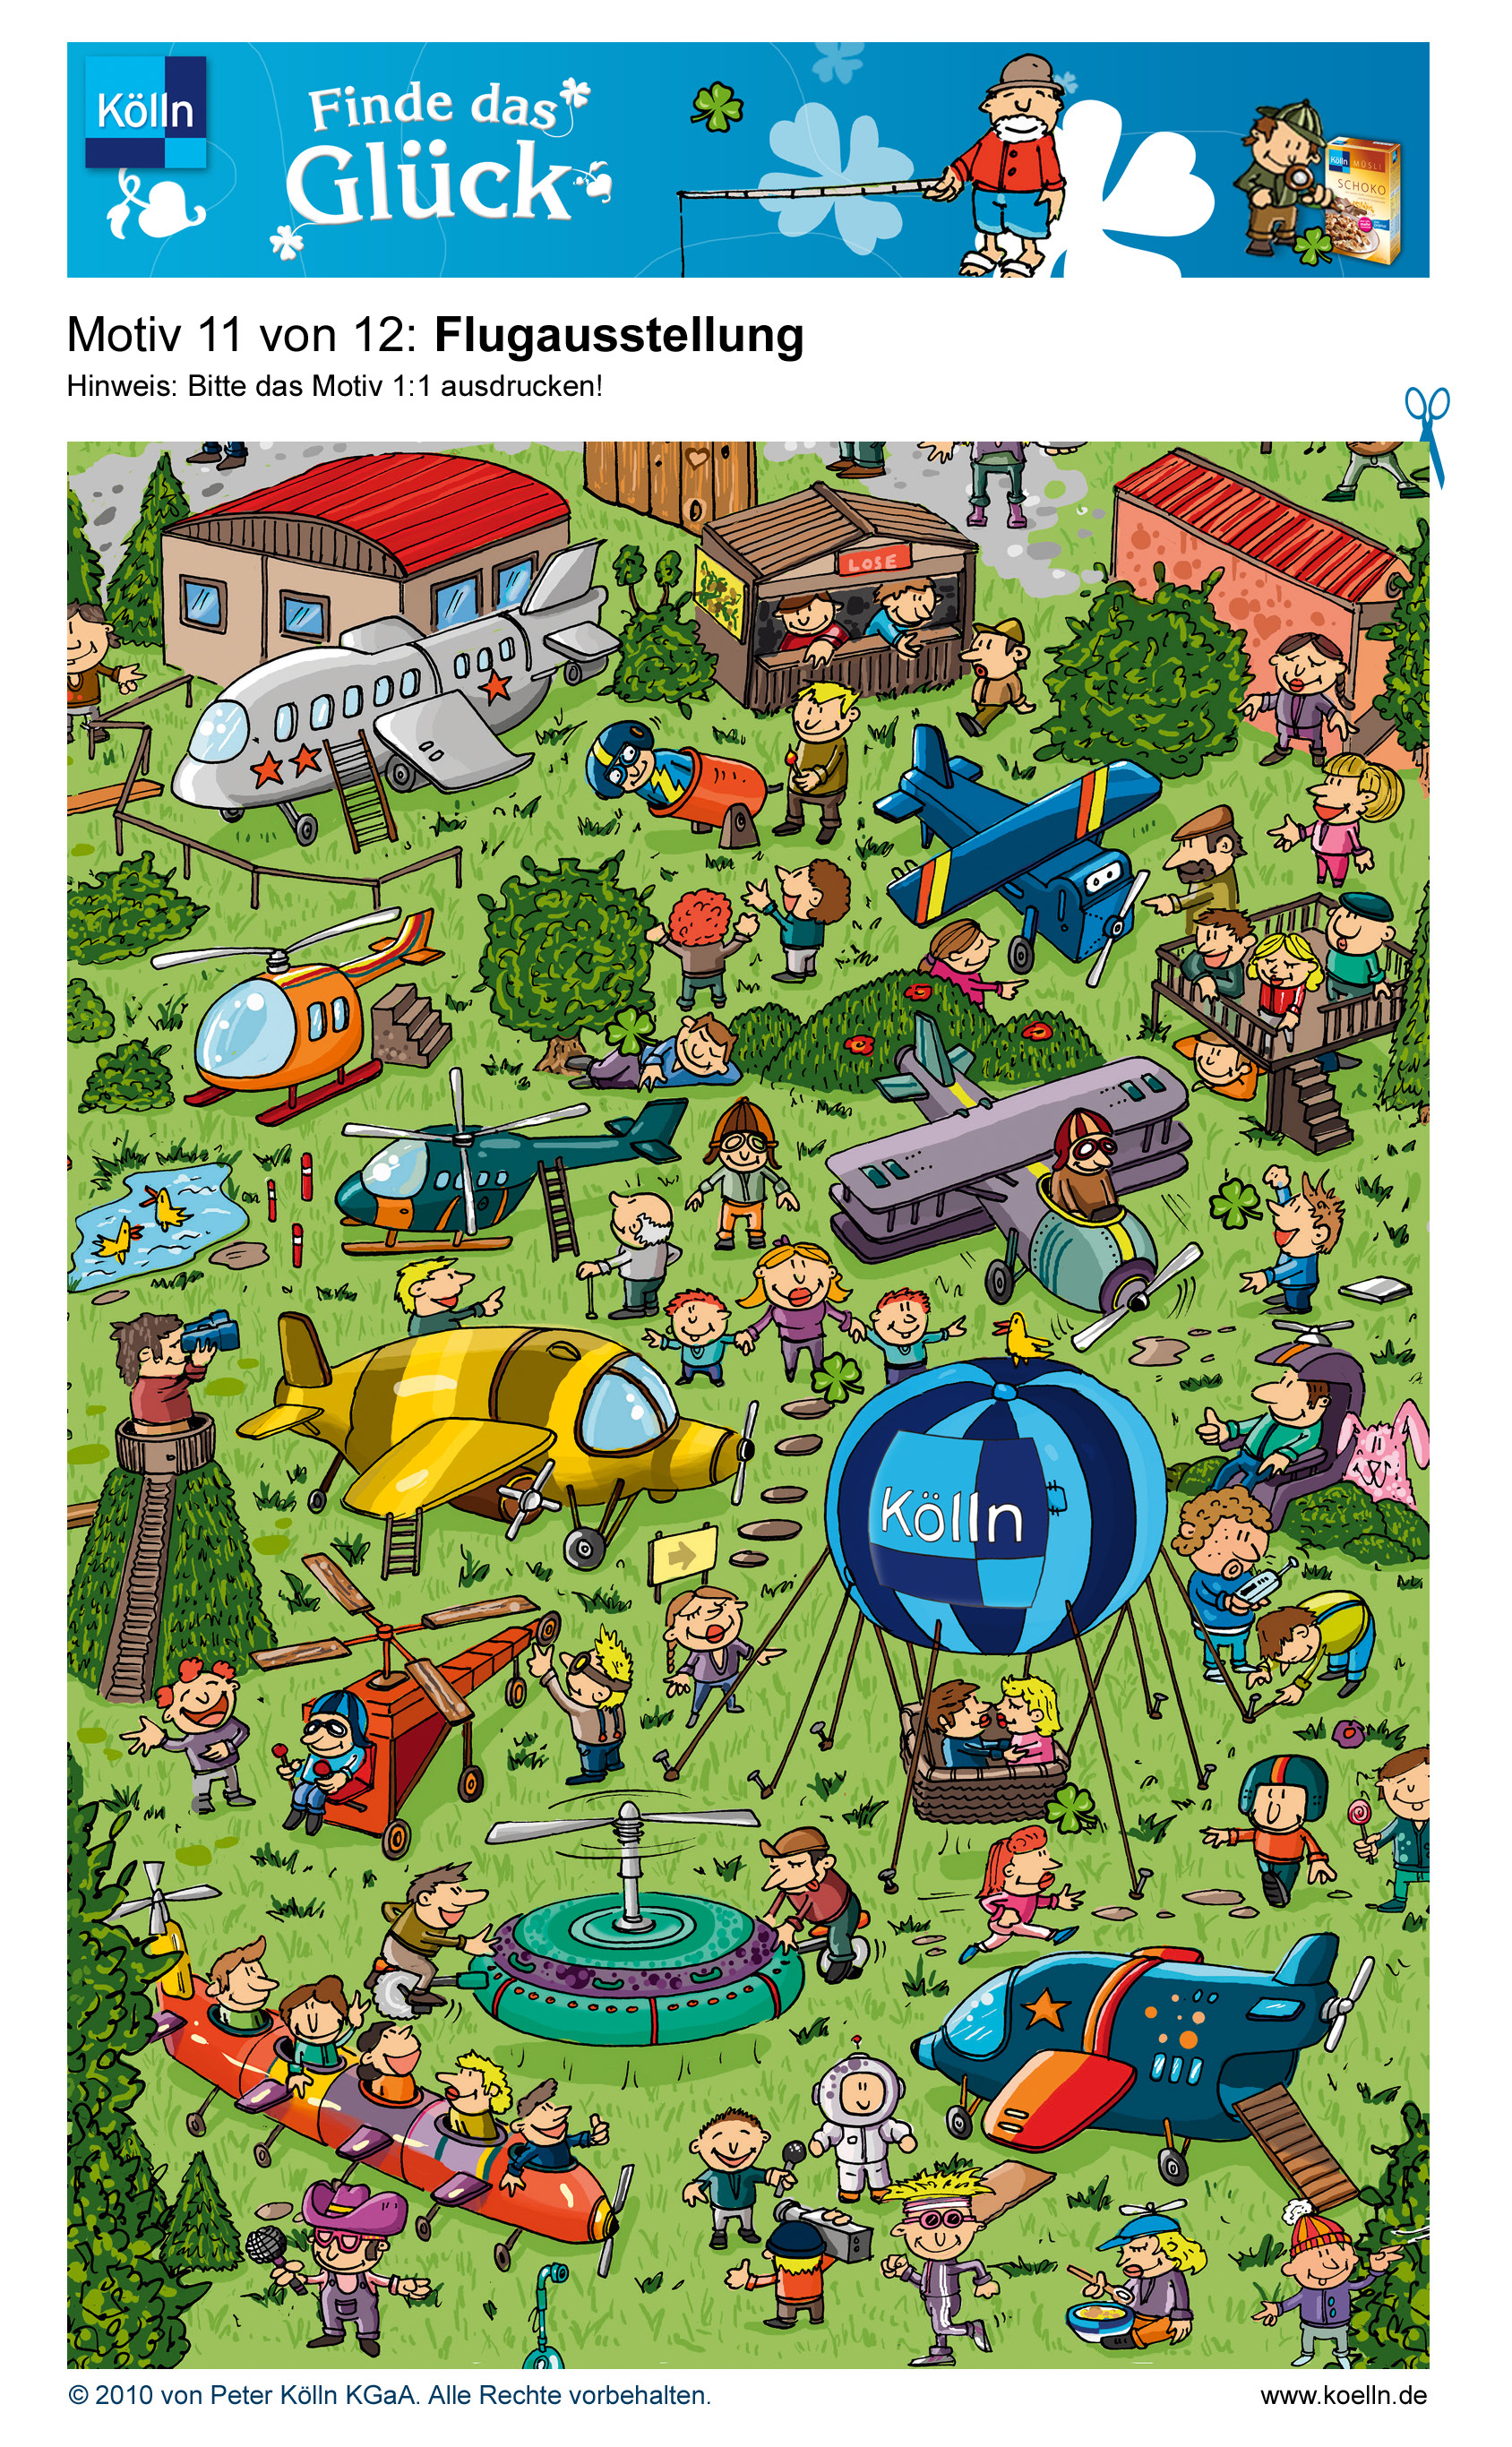 Kölln
Finde das
Glück
Kölln MÜSLI
SCHOKO
Motiv 11 von 12: Flugausstellung
Hinweis: Bitte das Motiv 1:1 ausdrucken!
LOSE
Kölln
© 2010 von Peter Kölln KGaA. Alle Rechte vorbehalten.
www.koelln.de